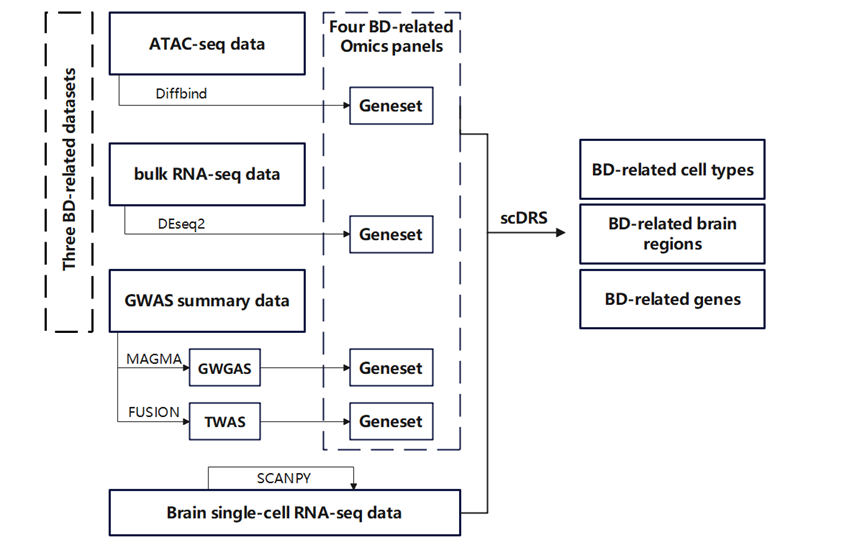 Three BD-related datasets
ATAC-seq data
Diffbind
Four BD-related
Omics panels
Geneset
bulk RNA-seq data
DEseq2
Geneset
GWAS summary data
MAGMA
GWGAS
Geneset
FUSION
TWAS
Geneset
SCANPY
Brain single-cell RNA-seq data
scDRS
BD-related cell types
BD-related brain
regions
BD-related genes